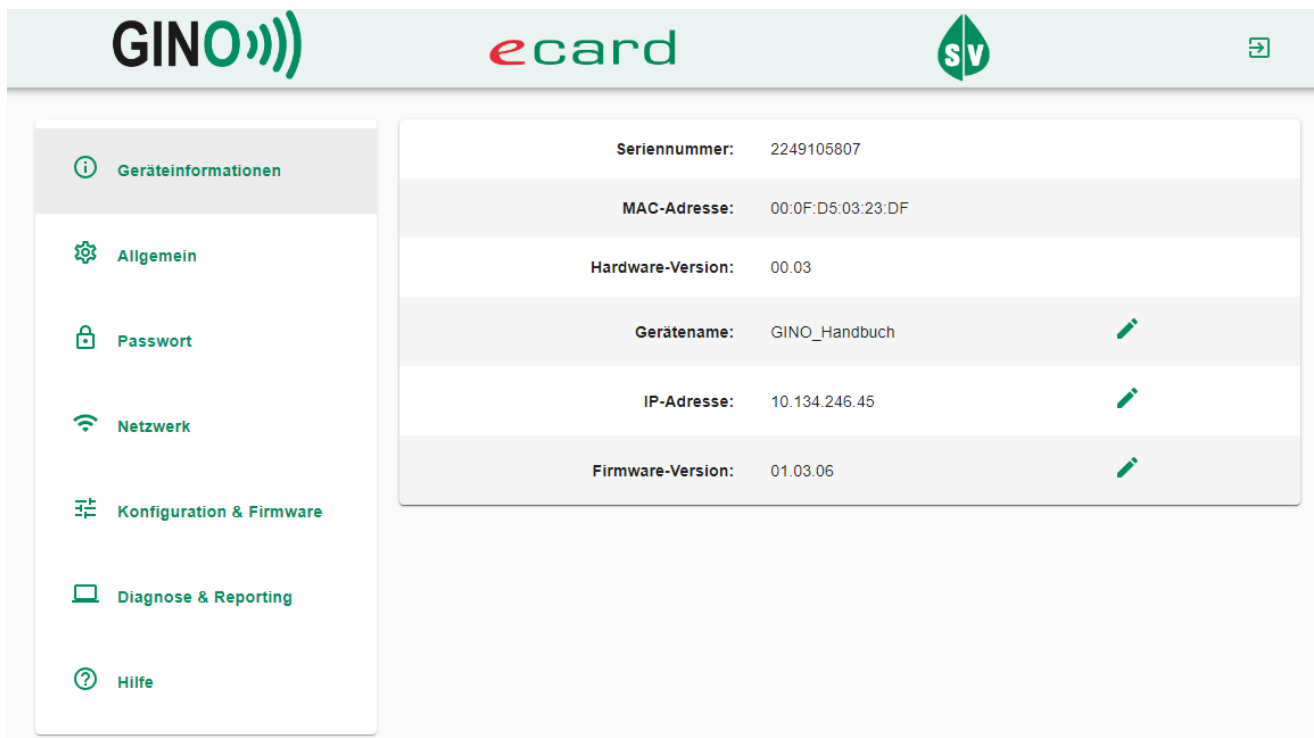 GINO
ecard
SV
Geräteinformationen
Allgemein
Passwort
Netzwerk
Konfiguration & Firmware
Diagnose & Reporting
Hilfe
Seriennummer: 2249105807
MAC-Adresse: 00:0F:D5:03:23:DF
Hardware-Version: 00.03
Gerätename: GINO_Handbuch
IP-Adresse: 10.134.246.45
Firmware-Version: 01.03.06